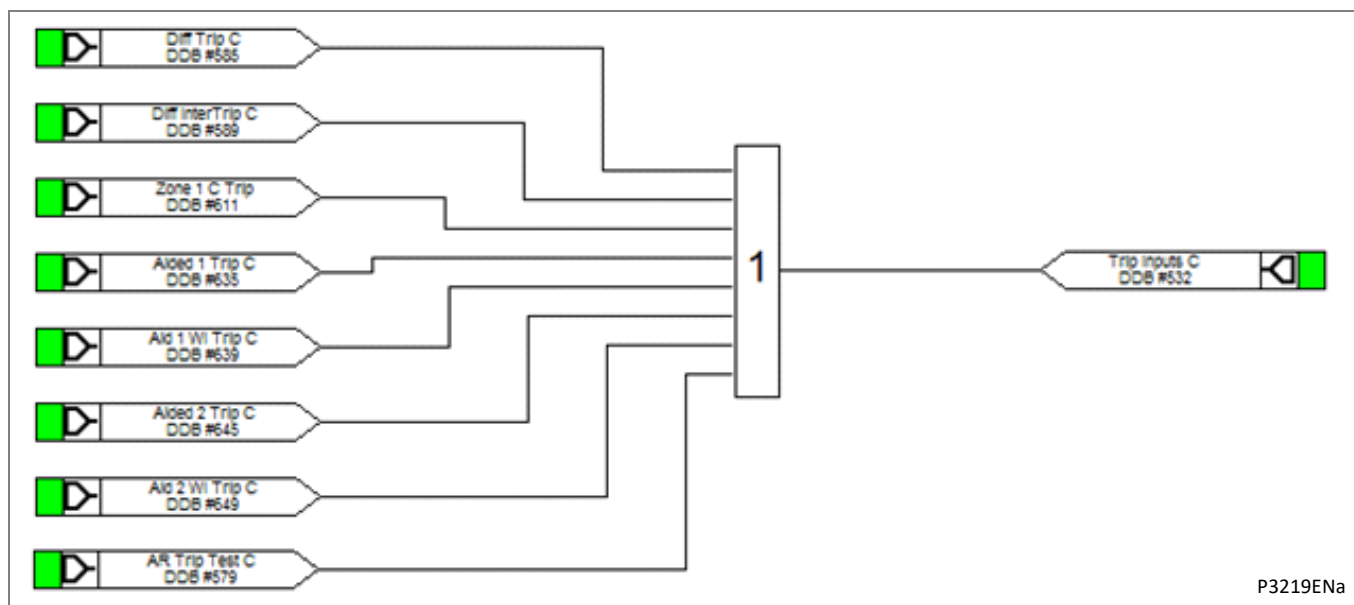 Diff Trip C
DDB #585
Diff InterTrip C
DDB #589
Zone 1 C Trip
DDB #611
Aided 1 Trip C
DDB #635
Aid 1 WI Trip C
DDB #639
Aided 2 Trip C
DDB #645
Aid 2 WI Trip C
DDB #649
AR Trip Test C
DDB #579
1
Trip Inputs C
DDB #532
P3219ENa